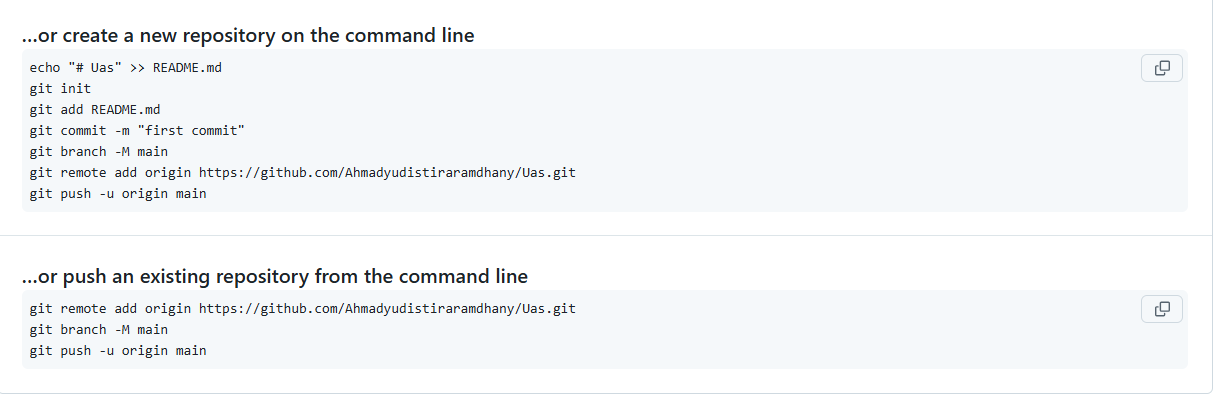 ...or create a new repository on the command line
echo "# Uas" >> README.md
git init
git add README.md
git commit -m "first commit"
git branch -M main
git remote add origin https://github.com/Ahmadyudistiraramdhany/Uas.git
git push -u origin main
...or push an existing repository from the command line
git remote add origin https://github.com/Ahmadyudistiraramdhany/Uas.git
git branch -M main
git push -u origin main